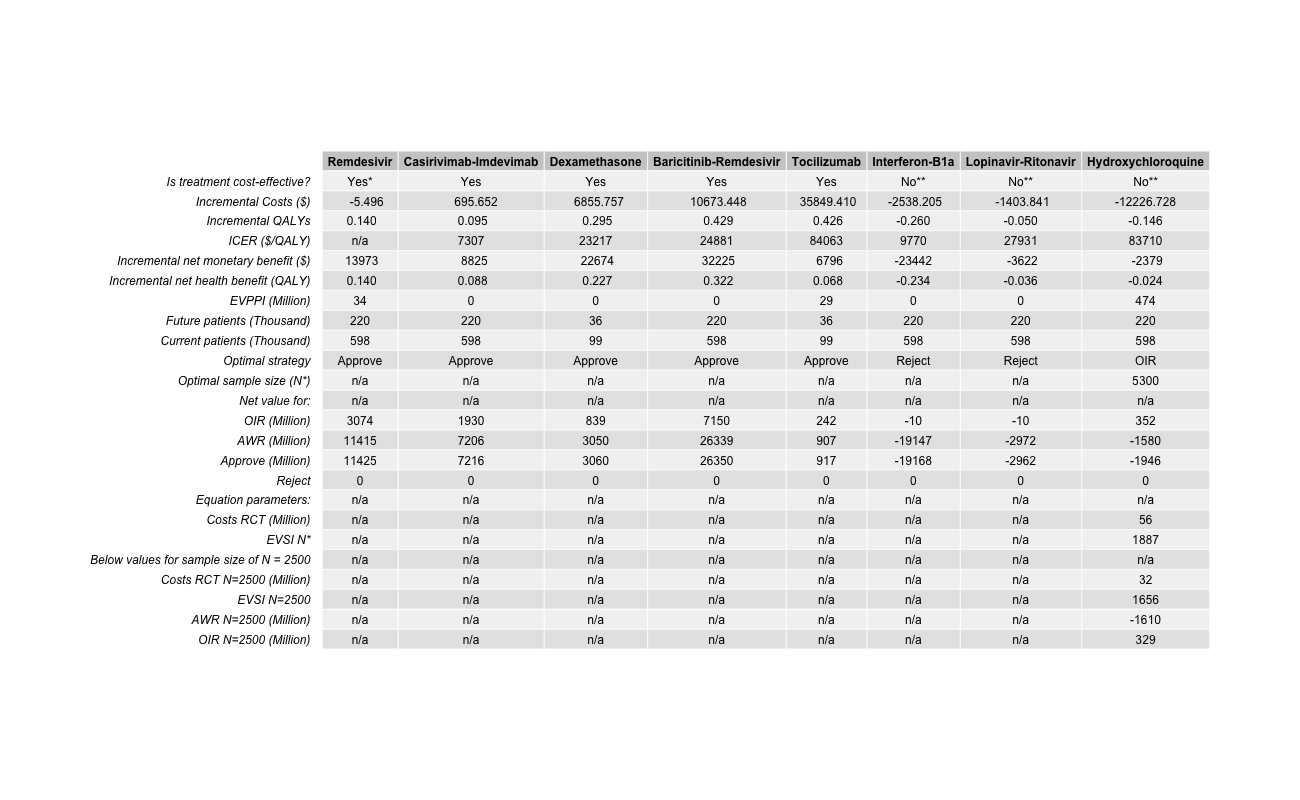 Remdesivir Casirivimab-Imdevimab Dexamethasone Baricitinib-Remdesivir Tocilizumab Interferon-B1a Lopinavir-Ritonavir Hydroxychloroquine
Is treatment cost-effective? Yes* Yes Yes Yes Yes No** No** No**
Incremental Costs ($) -5.496 695.652 6855.757 10673.448 35849.410 -2538.205 -1403.841 -12226.728
Incremental QALYs 0.140 0.095 0.295 0.429 0.426 -0.260 -0.050 -0.146
ICER ($/QALY) n/a 7307 23217 24881 84063 9770 27931 83710
Incremental net monetary benefit ($) 13973 8825 22674 32225 6796 -23442 -3622 -2379
Incremental net health benefit (QALY) 0.140 0.088 0.227 0.322 0.068 -0.234 -0.036 -0.024
EVPPI (Million) 34 0 0 0 29 0 0 474
Future patients (Thousand) 220 220 36 220 36 220 220 220
Current patients (Thousand) 598 598 99 598 99 598 598 598
Optimal strategy Approve Approve Approve Approve Approve Reject Reject OIR
Optimal sample size (N*) n/a n/a n/a n/a n/a n/a n/a 5300
Net value for: n/a n/a n/a n/a n/a n/a n/a n/a
OIR (Million) 3074 1930 839 7150 242 -10 -10 352
AWR (Million) 11415 7206 3050 26339 907 -19147 -2972 -1580
Approve (Million) 11425 7216 3060 26350 917 -19168 -2962 -1946
Reject 0 0 0 0 0 0 0 0
Equation parameters: n/a n/a n/a n/a n/a n/a n/a n/a
Costs RCT (Million) n/a n/a n/a n/a n/a n/a n/a 56
EVSI N* n/a n/a n/a n/a n/a n/a n/a 1887
Below values for sample size of N = 2500 n/a n/a n/a n/a n/a n/a n/a n/a
Costs RCT N=2500 (Million) n/a n/a n/a n/a n/a n/a n/a 32
EVSI N=2500 n/a n/a n/a n/a n/a n/a n/a 1656
AWR N=2500 (Million) n/a n/a n/a n/a n/a n/a n/a -1610
OIR N=2500 (Million) n/a n/a n/a n/a n/a n/a n/a 329